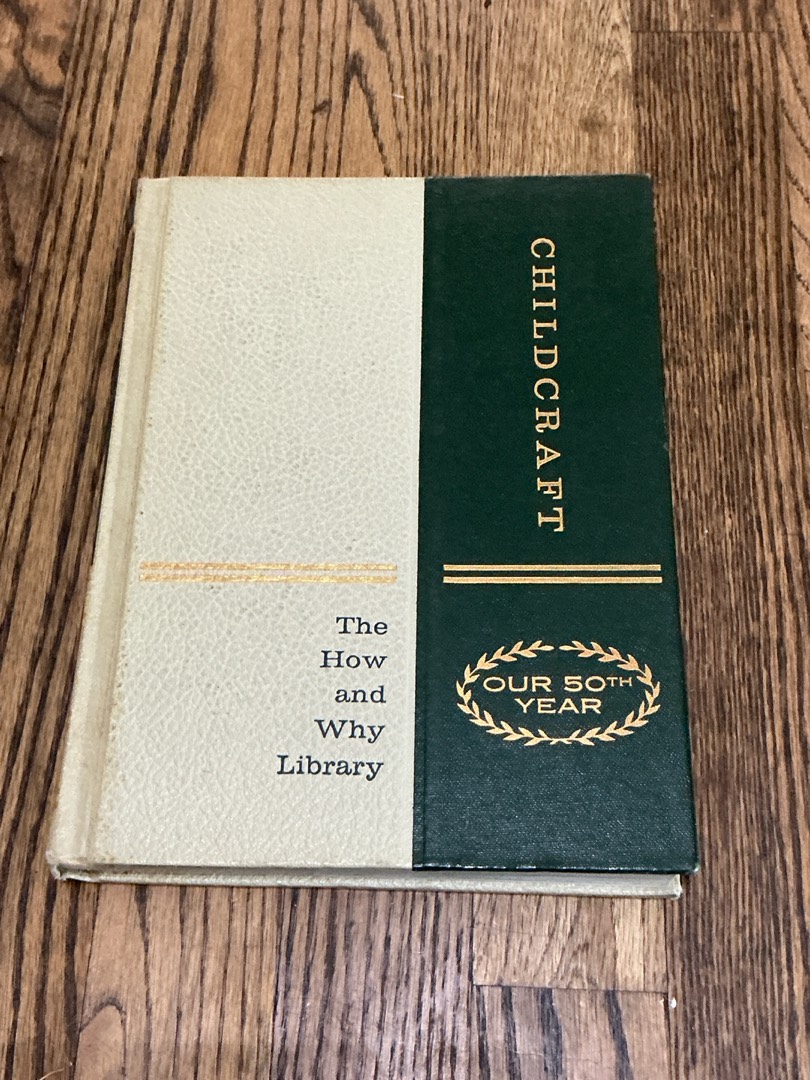 CHILDCRAFT
The
How
and
Why
Library
OUR 50TH
YEAR